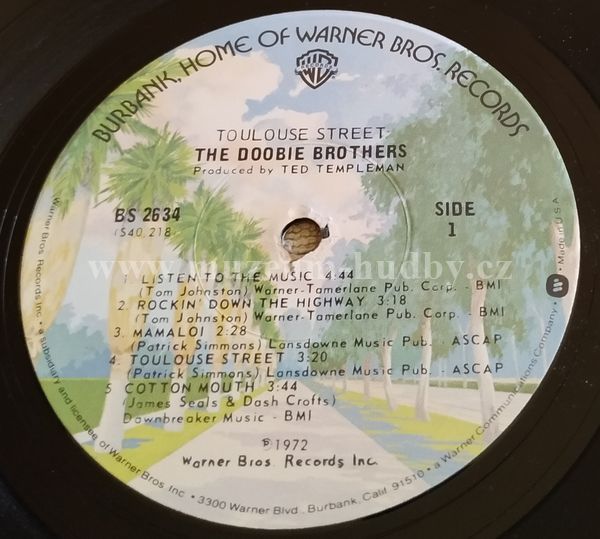 BURBANK, HOME OF WARNER BROS. RECORDS
TOULOUSE STREET
THE DOOBIE BROTHERS
Produced by TED TEMPLEMAN
BS 2634
(S40,218
SIDE
1
www.muzeum-hudby.cz
1. LISTEN TO THE MUSIC 4:44
(Tom Johnston) Warner-Tamerlane Pub. Corp. - BMI
2. ROCKIN' DOWN THE HIGHWAY 3:18
(Tom Johnston) Warner-Tamerlane Pub. Corp. - BMI
3. MAMALOI 2:28
(Patrick Simmons) Lansdowne Music Pub. - ASCAP
4. TOULOUSE STREET 3:20
(Patrick Simmons) Lansdowne Music Pub. - ASCAP
5. COTTON MOUTH 3:44
(James Seals & Dash Crofts)
Dawnbreaker Music - BMI
℗ 1972
Warner Bros. Records Inc.
Warner Bros. Records Inc. • a subsidiary and licensee of Warner Bros. Inc. • 3300 Warner Blvd., Burbank, Calif. 91510 • a Warner Communications Company • Made in U.S.A.